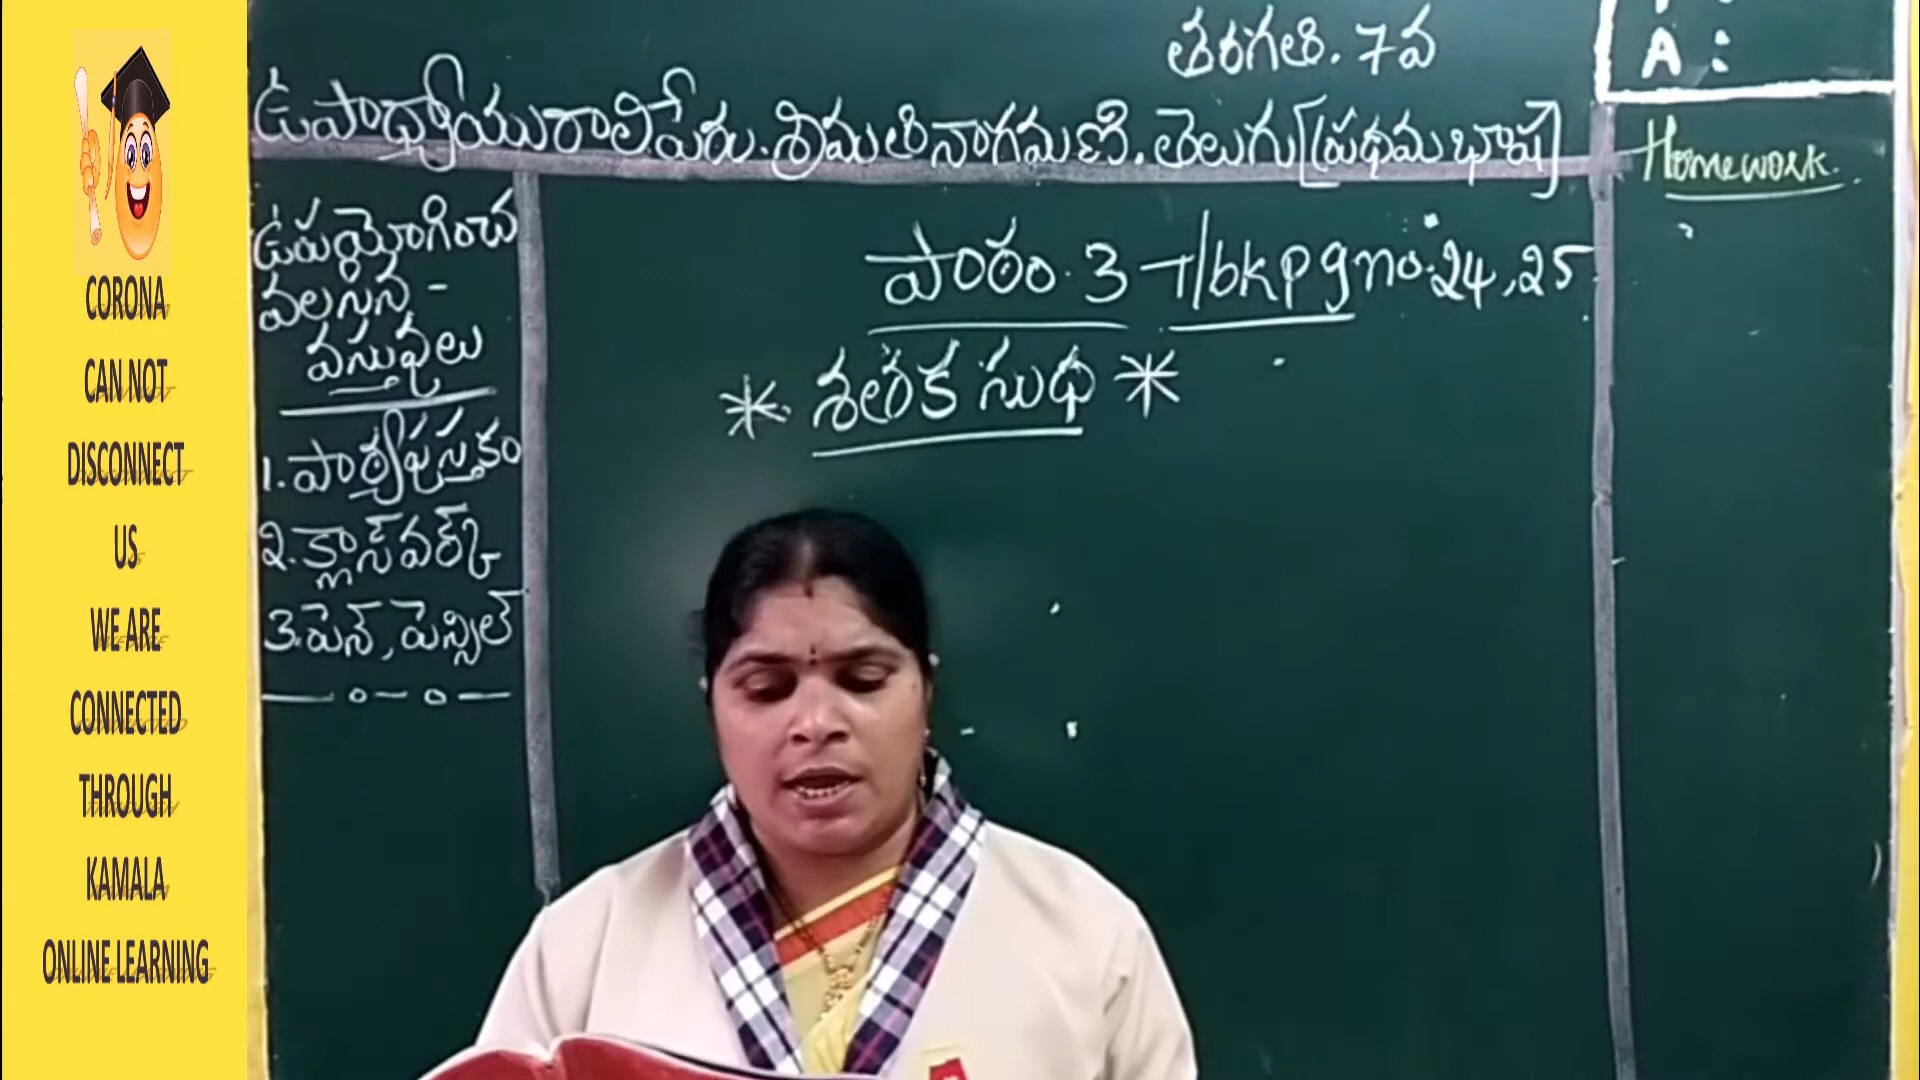 CORONA
CAN NOT
DISCONNECT
US
WE ARE
CONNECTED
THROUGH
KAMALA
ONLINE LEARNING
తరగతి. 7వ
ఉపాధ్యాయురాలిపేరు. శ్రీమతి నాగమణి. తెలుగు [ప్రథమ భాష]
ఉపయోగించ
వలసిన -
వస్తువులు
1. పాఠ్యపుస్తకం
2. క్లాస్ వర్క్
3. పెన్, పెన్సిల్
పాఠం. 3 - T/bk pg no. 24, 25
* శతక సుధ *
A :
Homework.